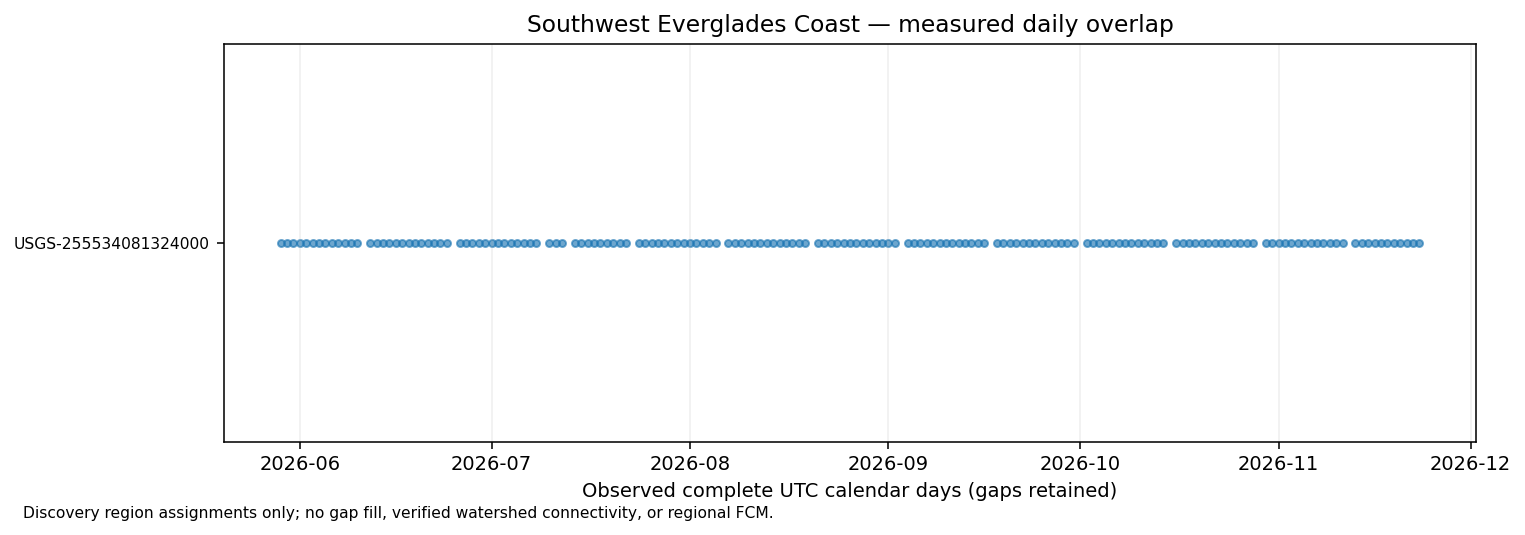 Southwest Everglades Coast — measured daily overlap
USGS-255534081324000
2026-06 2026-07 2026-08 2026-09 2026-10 2026-11 2026-12
Observed complete UTC calendar days (gaps retained)
Discovery region assignments only; no gap fill, verified watershed connectivity, or regional FCM.